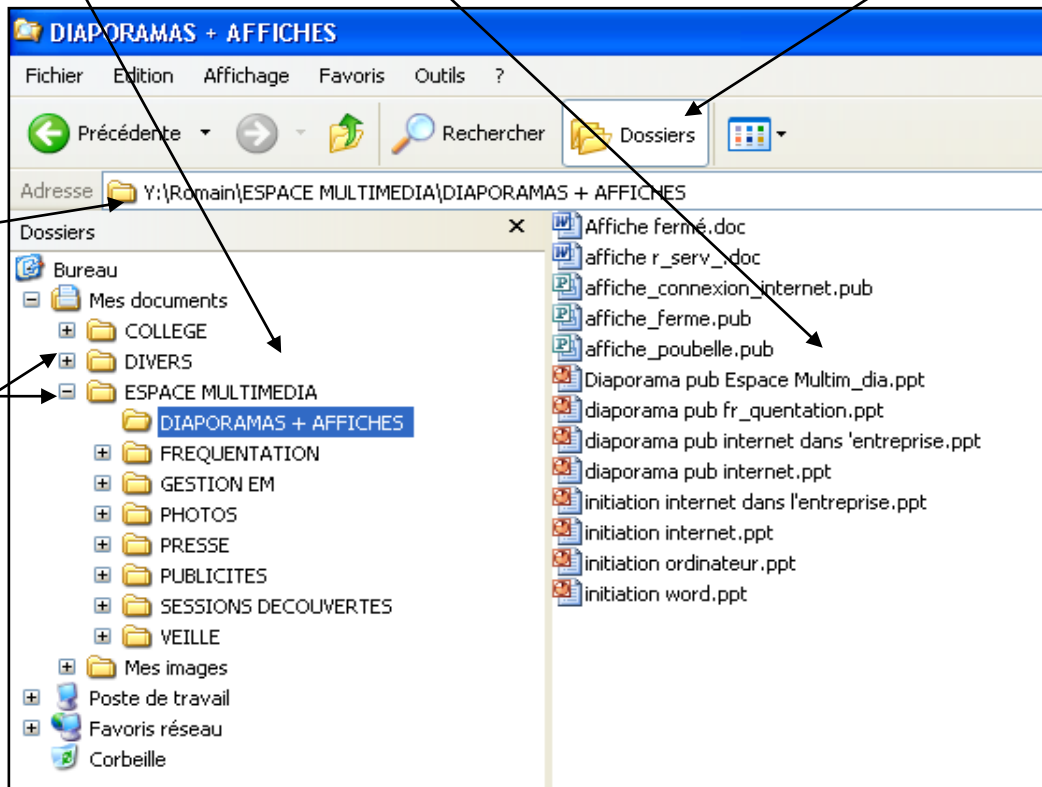 DIAPORAMAS + AFFICHES
Fichier Edition Affichage Favoris Outils ?
Précédente Rechercher Dossiers
Adresse Y:\Romain\ESPACE MULTIMEDIA\DIAPORAMAS + AFFICHES
Dossiers
Bureau
Mes documents
COLLEGE
DIVERS
ESPACE MULTIMEDIA
DIAPORAMAS + AFFICHES
FREQUENTATION
GESTION EM
PHOTOS
PRESSE
PUBLICITES
SESSIONS DECOUVERTES
VEILLE
Mes images
Poste de travail
Favoris réseau
Corbeille
Affiche fermé.doc
affiche r_serv_.doc
affiche_connexion_internet.pub
affiche_ferme.pub
affiche_poubelle.pub
Diaporama pub Espace Multim_dia.ppt
diaporama pub fr_quentation.ppt
diaporama pub internet dans 'entreprise.ppt
diaporama pub internet.ppt
initiation internet dans l'entreprise.ppt
initiation internet.ppt
initiation ordinateur.ppt
initiation word.ppt